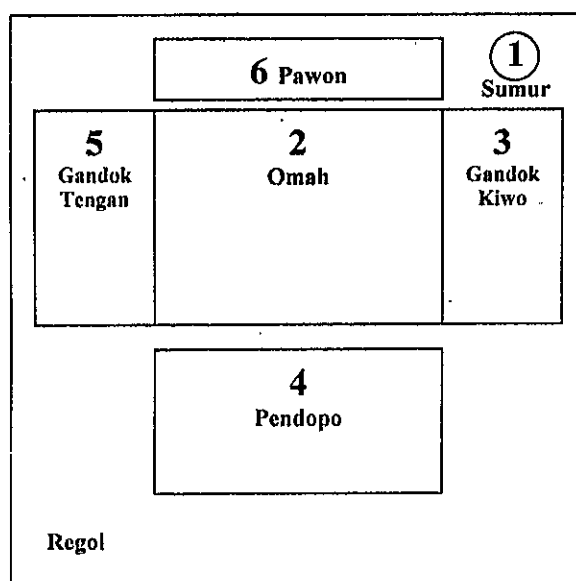 6 Pawon
1
Sumur
5
Gandok
Tengan
2
Omah
3
Gandok
Kiwo
4
Pendopo
Regol